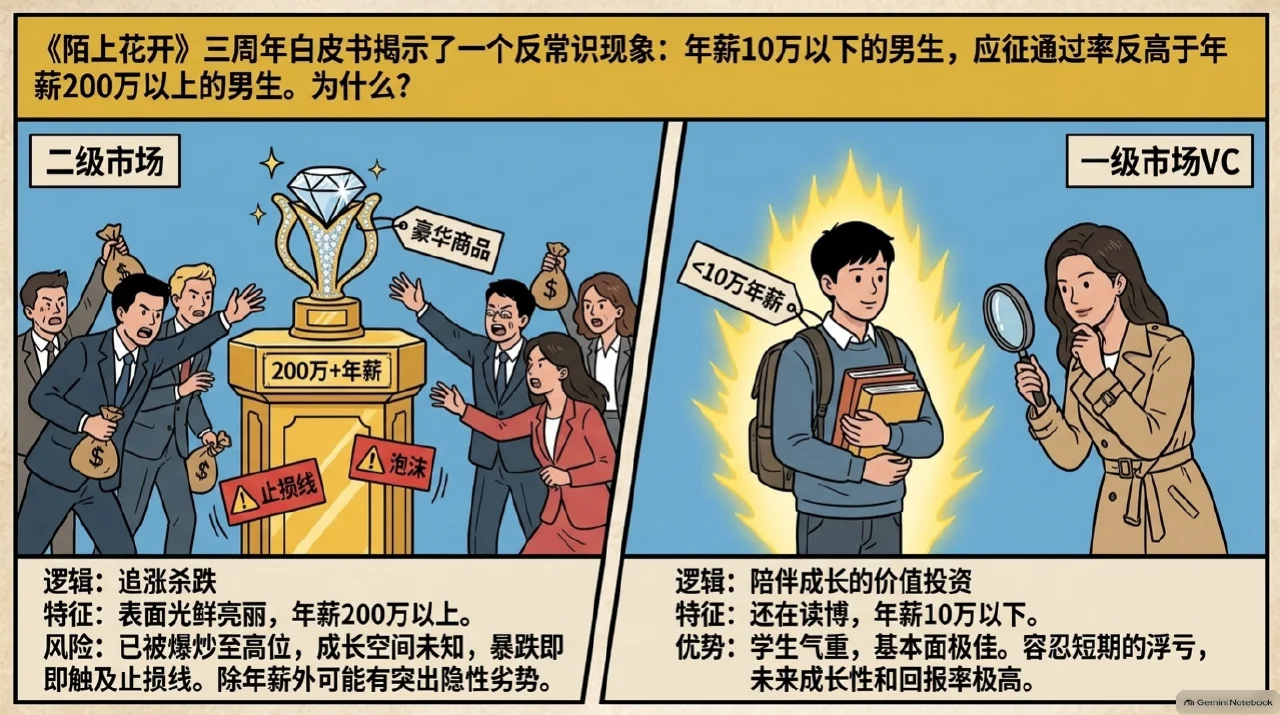 《陌上花开》三周年白皮书揭示了一个反常识现象：年薪10万以下的男生，应征通过率反高于年
薪200万以上的男生。为什么？
二级市场
豪华商品
$
$
$
$
200万+年薪
止损线
泡沫
逻辑：追涨杀跌
特征：表面光鲜亮丽，年薪200万以上。
风险：已被爆炒至高位，成长空间未知，暴跌即
即触及止损线。除年薪外可能有突出隐性劣势。
一级市场VC
<10万年薪
逻辑：陪伴成长的价值投资
特征：还在读博，年薪10万以下。
优势：学生气重，基本面极佳。容忍短期的浮亏，
未来成长性和回报率极高。
Gemini Notebook